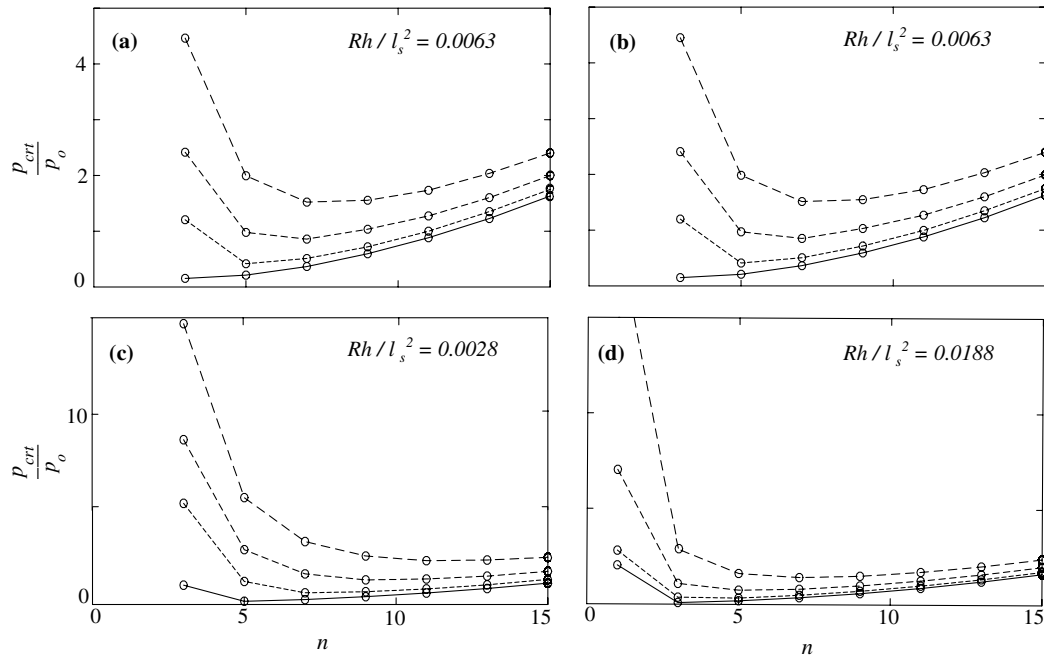 (a) Rh / l_s^2 = 0.0063
(b) Rh / l_s^2 = 0.0063
4
2
0
p_crt / p_o
(c) Rh / l_s^2 = 0.0028
(d) Rh / l_s^2 = 0.0188
10
0
p_crt / p_o
0 5 10 15
0 5 10 15
n
n